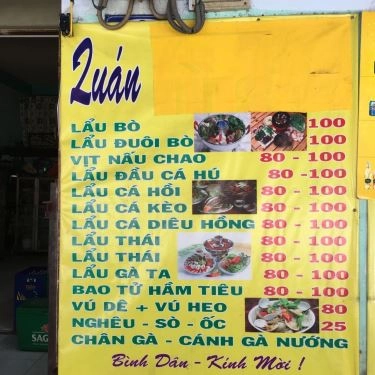 Quán
LẨU BÒ 100
LẨU ĐUÔI BÒ 100
VỊT NẤU CHAO 80 - 100
LẨU ĐẦU CÁ HÚ 80 - 100
LẨU CÁ HỒI 80 - 100
LẨU CÁ KÈO 80 - 100
LẨU CÁ DIÊU HỒNG 80 - 100
LẨU THÁI 80 - 100
LẨU THÁI 80 - 100
LẨU GÀ TA 80 - 100
BAO TỬ HẦM TIÊU 80 - 100
VÚ DÊ + VÚ HEO 80
NGHÊU - SÒ - ỐC 25
CHÂN GÀ - CÁNH GÀ NƯỚNG
Bình Dân - Kính Mời !
SAG